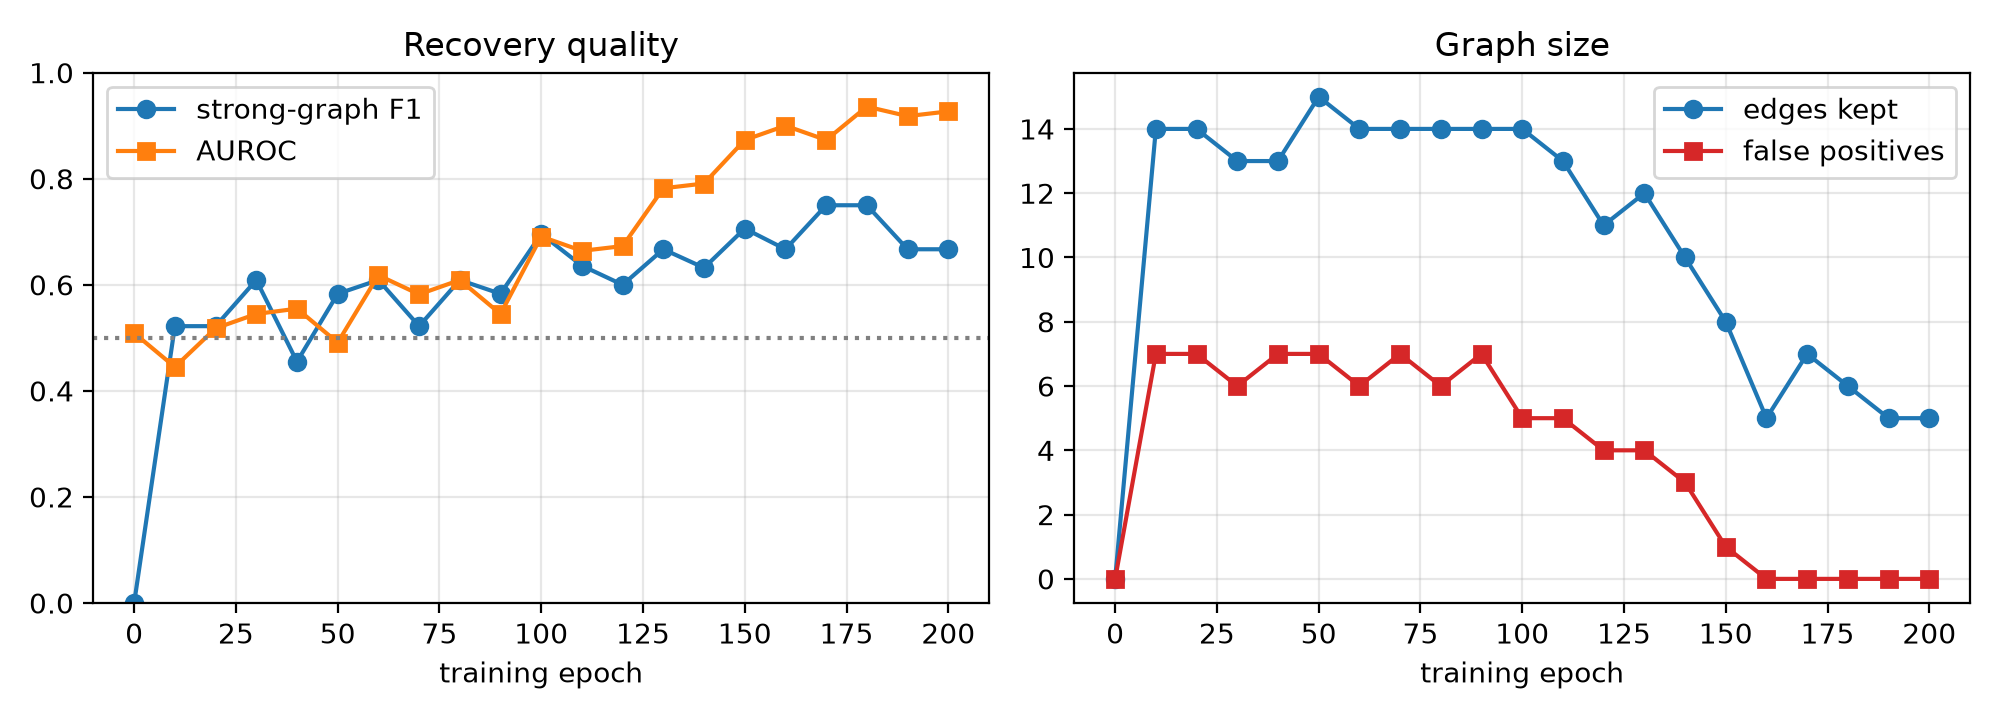 Recovery quality
1.0
0.8
0.6
0.4
0.2
0.0
strong-graph F1
AUROC
0 25 50 75 100 125 150 175 200
training epoch
Graph size
14
12
10
8
6
4
2
0
edges kept
false positives
0 25 50 75 100 125 150 175 200
training epoch